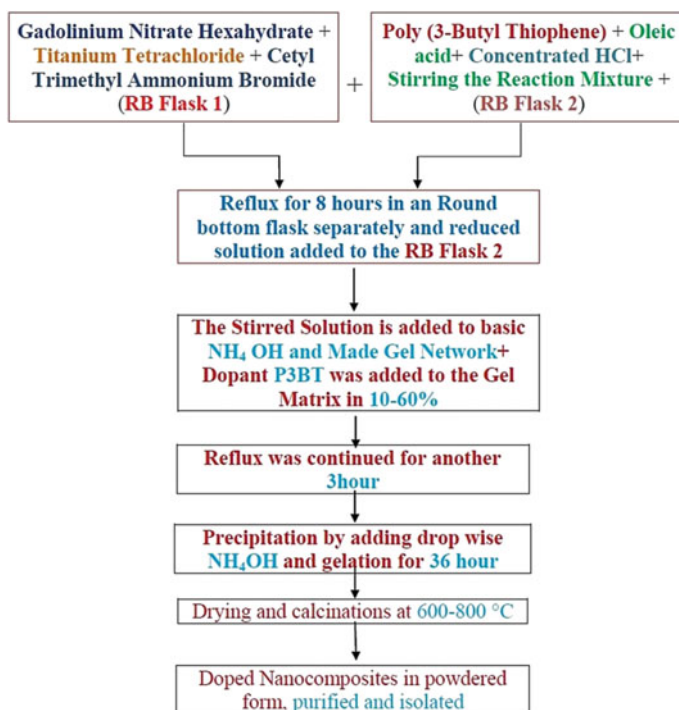 Gadolinium Nitrate Hexahydrate +
Titanium Tetrachloride + Cetyl
Trimethyl Ammonium Bromide
(RB Flask 1)
+
Poly (3-Butyl Thiophene) + Oleic
acid+ Concentrated HCl+
Stirring the Reaction Mixture +
(RB Flask 2)
Reflux for 8 hours in an Round
bottom flask separately and reduced
solution added to the RB Flask 2
The Stirred Solution is added to basic
NH₄ OH and Made Gel Network+
Dopant P3BT was added to the Gel
Matrix in 10-60%
Reflux was continued for another
3hour
Precipitation by adding drop wise
NH₄OH and gelation for 36 hour
Drying and calcinations at 600-800 °C
Doped Nanocomposites in powdered
form, purified and isolated